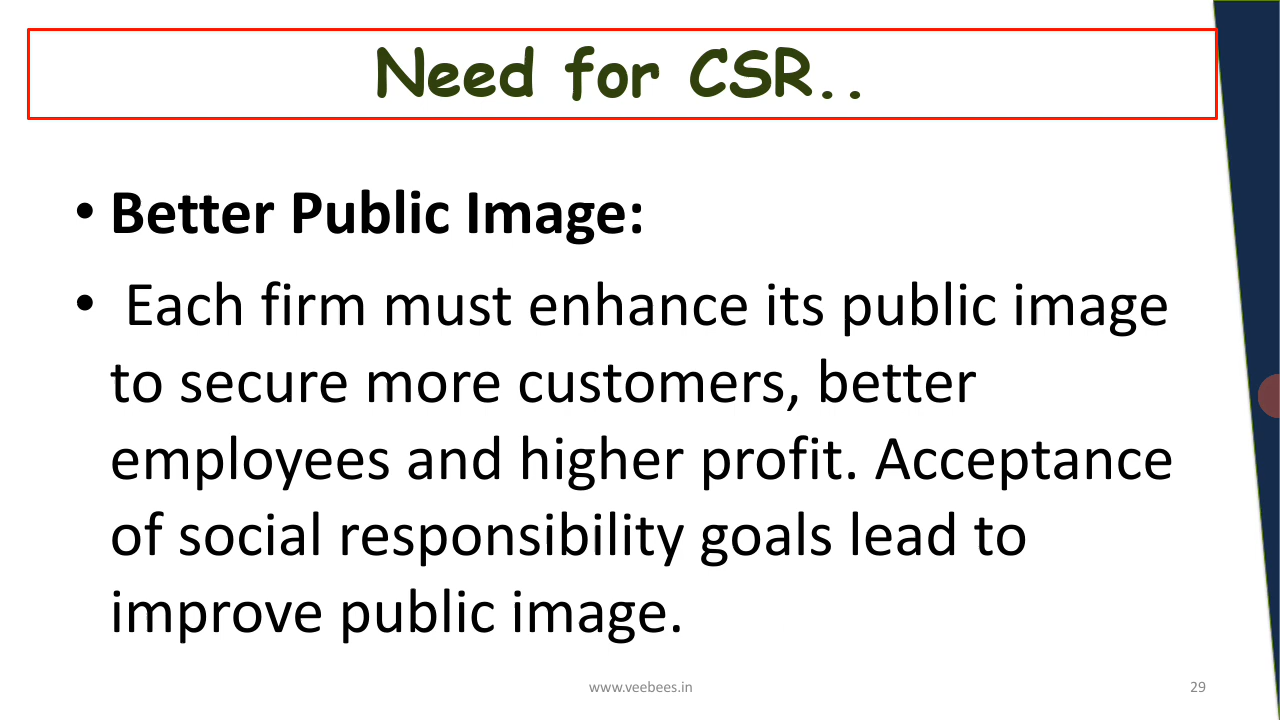 Need for CSR..
• Better Public Image:
• Each firm must enhance its public image
to secure more customers, better
employees and higher profit. Acceptance
of social responsibility goals lead to
improve public image.
www.veebees.in
29